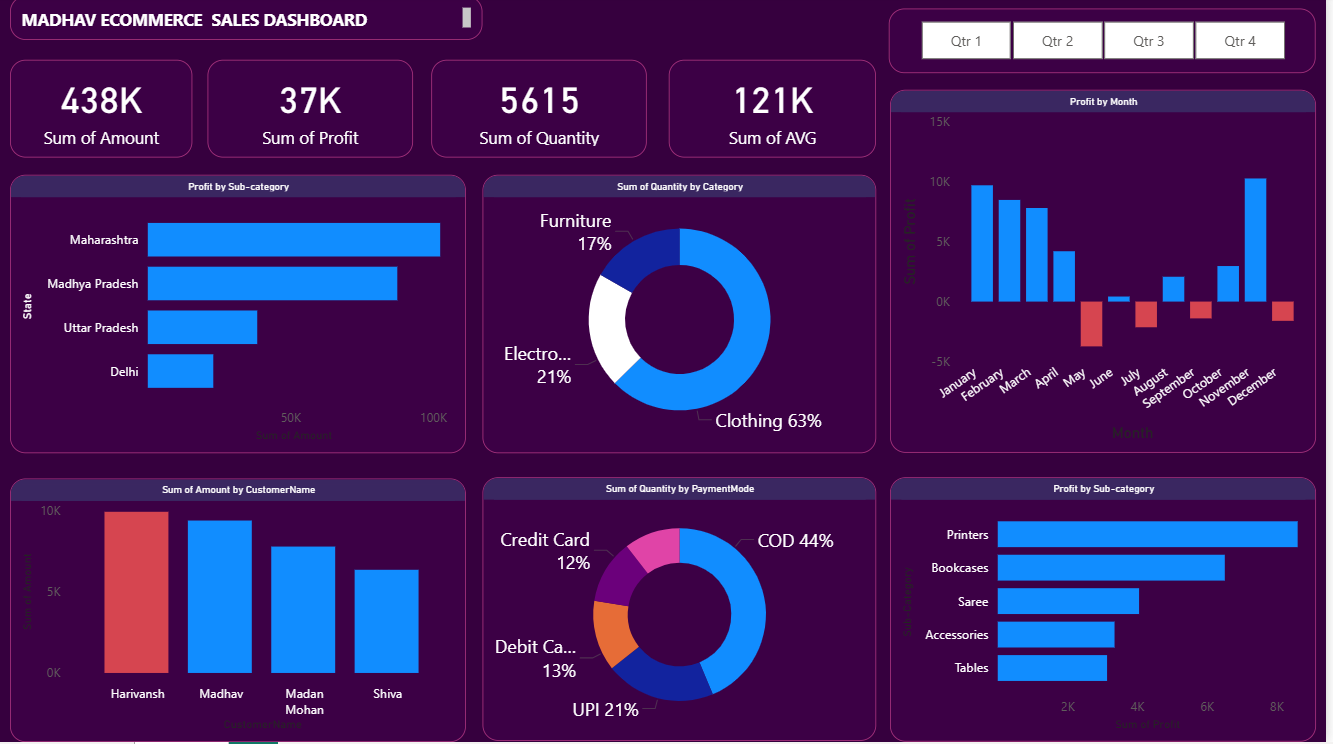 MADHAV ECOMMERCE  SALES DASHBOARD
Qtr 1
Qtr 2
Qtr 3
Qtr 4
438K
Sum of Amount
37K
Sum of Profit
5615
Sum of Quantity
121K
Sum of AVG
Profit by Month
Sum of Profit
15K
10K
5K
0K
-5K
January
February
March
April
May
June
July
August
September
October
November
December
Month
Profit by Sub-category
State
Maharashtra
Madhya Pradesh
Uttar Pradesh
Delhi
50K
100K
Sum of Amount
Sum of Quantity by Category
Furniture
17%
Electro...
21%
Clothing 63%
Sum of Amount by CustomerName
Sum of Amount
10K
5K
0K
Harivansh
Madhav
Madan
Mohan
Shiva
CustomerName
Sum of Quantity by PaymentMode
Credit Card
12%
COD 44%
Debit Ca...
13%
UPI 21%
Profit by Sub-category
Sub-Category
Printers
Bookcases
Saree
Accessories
Tables
2K
4K
6K
8K
Sum of Profit